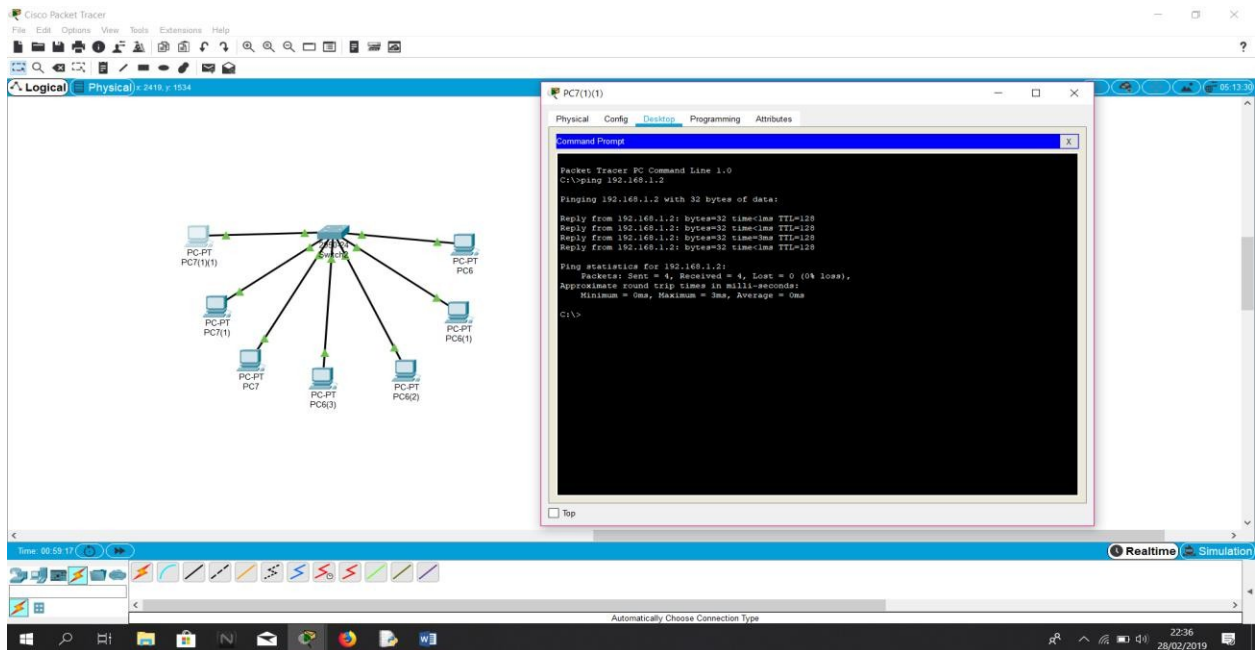 Cisco Packet Tracer
File Edit Options View Tools Extensions Help
?
Logical Physical x: 2419, y: 1534
05:13:30
PC7(1)(1)
Physical Config Desktop Programming Attributes
Command Prompt X
Packet Tracer PC Command Line 1.0
C:\>ping 192.168.1.2
Pinging 192.168.1.2 with 32 bytes of data:
Reply from 192.168.1.2: bytes=32 time<1ms TTL=128
Reply from 192.168.1.2: bytes=32 time<1ms TTL=128
Reply from 192.168.1.2: bytes=32 time=3ms TTL=128
Reply from 192.168.1.2: bytes=32 time<1ms TTL=128
Ping statistics for 192.168.1.2:
Packets: Sent = 4, Received = 4, Lost = 0 (0% loss),
Approximate round trip times in milli-seconds:
Minimum = 0ms, Maximum = 3ms, Average = 0ms
C:\>
Top
PC-PT
PC7(1)(1)
PC-PT
PC6
PC-PT
PC7(1)
PC-PT
PC6(1)
PC-PT
PC7
PC-PT
PC6(3)
PC-PT
PC6(2)
Time: 00:59:17
Realtime Simulation
Automatically Choose Connection Type
22:36
28/02/2019